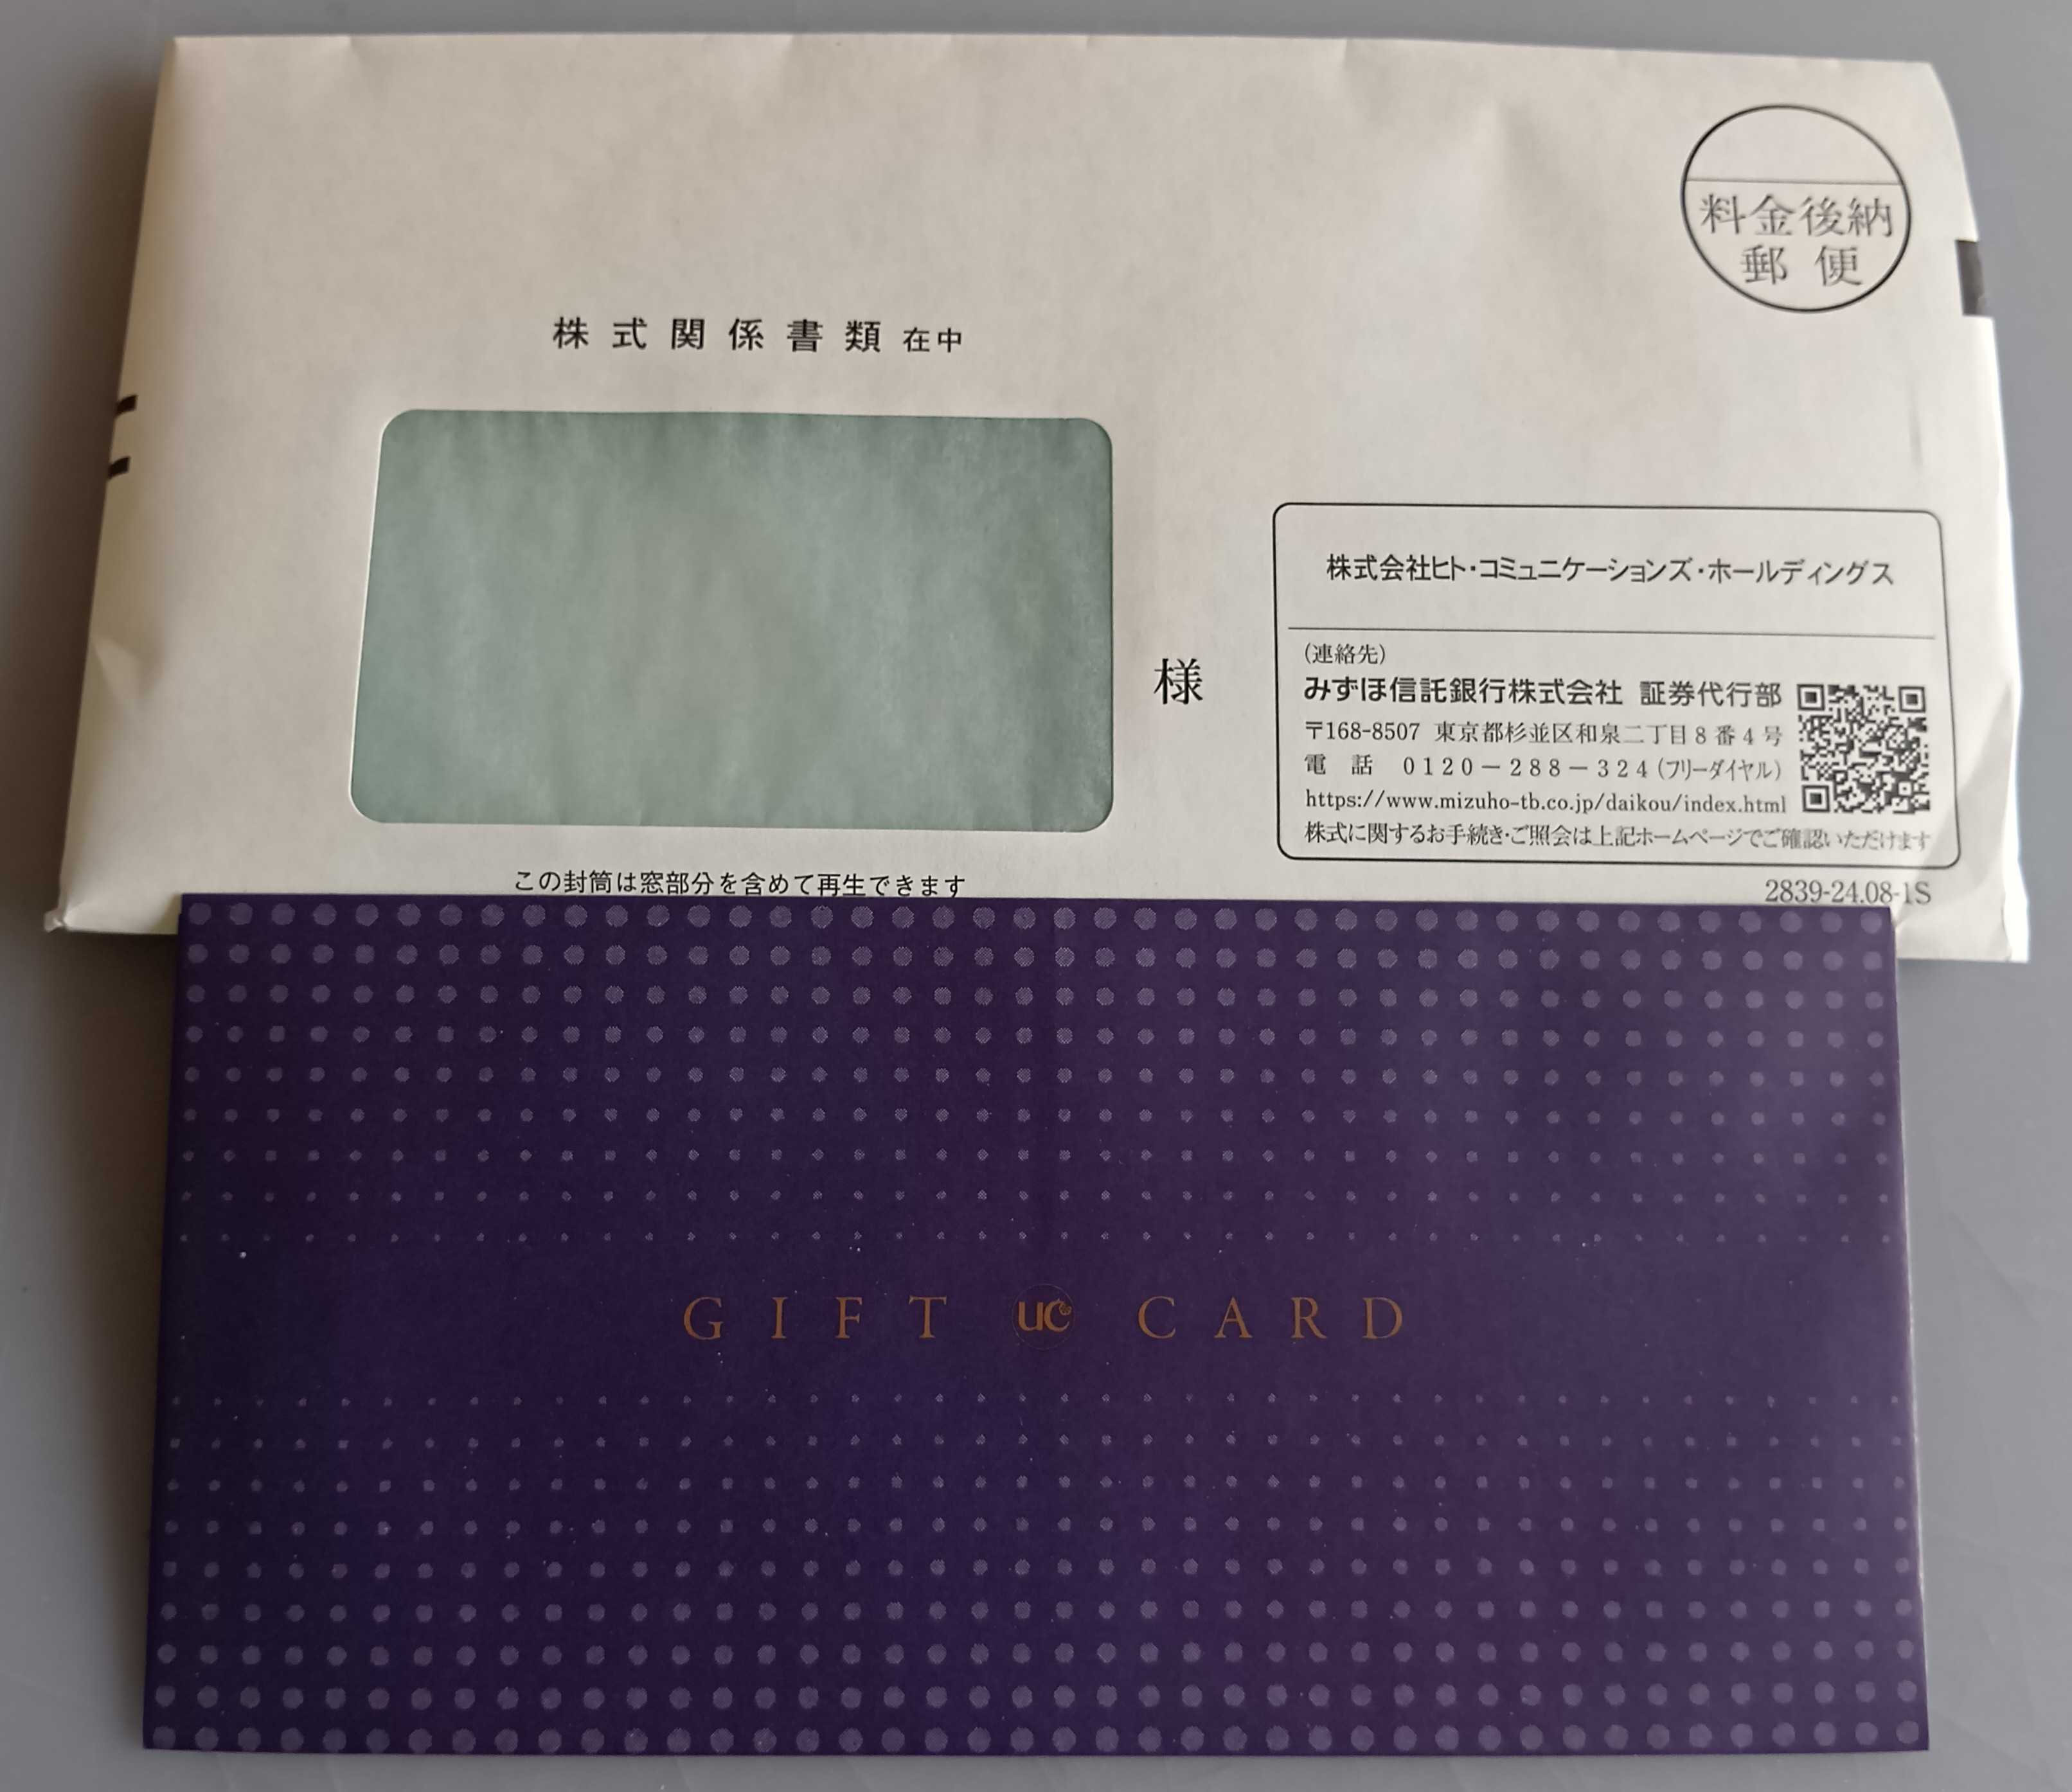 料金後納
郵便
株式関係書類在中
様
株式会社ヒト・コミュニケーションズ・ホールディングス
(連絡先)
みずほ信託銀行株式会社 証券代行部
〒168-8507 東京都杉並区和泉二丁目8番4号
電 話 0120-288-324(フリーダイヤル)
https://www.mizuho-tb.co.jp/daikou/index.html
株式に関するお手続き・ご照会は上記ホームページでご確認いただけます
この封筒は窓部分を含めて再生できます
2839-24.08-1S
GIFT UC CARD